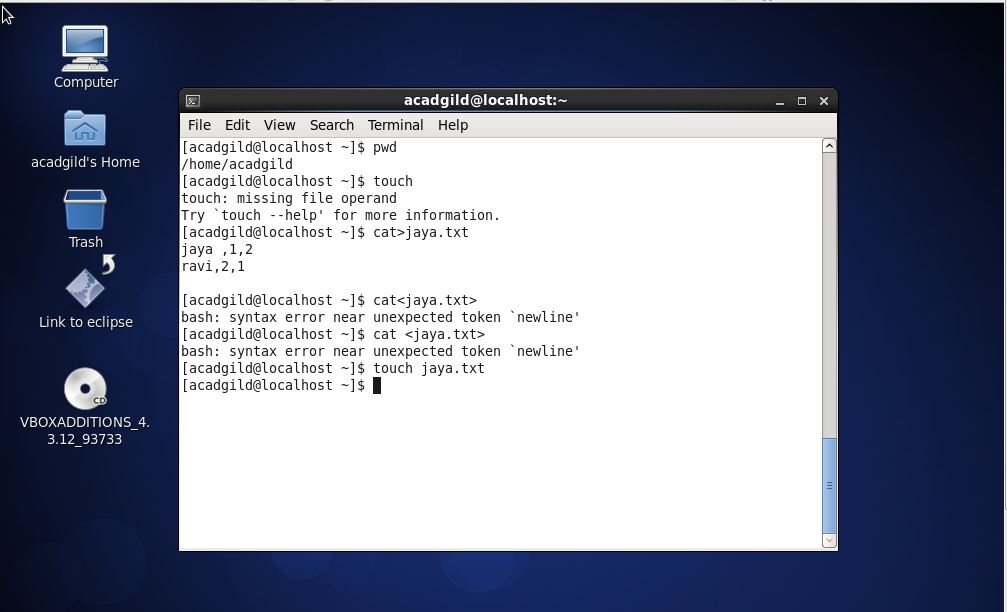 Computer
acadgild's Home
Trash
Link to eclipse
CD
VBOXADDITIONS_4.
3.12_93733
acadgild@localhost:~
File Edit View Search Terminal Help
[acadgild@localhost ~]$ pwd
/home/acadgild
[acadgild@localhost ~]$ touch
touch: missing file operand
Try `touch --help' for more information.
[acadgild@localhost ~]$ cat>jaya.txt
jaya ,1,2
ravi,2,1
[acadgild@localhost ~]$ cat<jaya.txt>
bash: syntax error near unexpected token `newline'
[acadgild@localhost ~]$ cat <jaya.txt>
bash: syntax error near unexpected token `newline'
[acadgild@localhost ~]$ touch jaya.txt
[acadgild@localhost ~]$